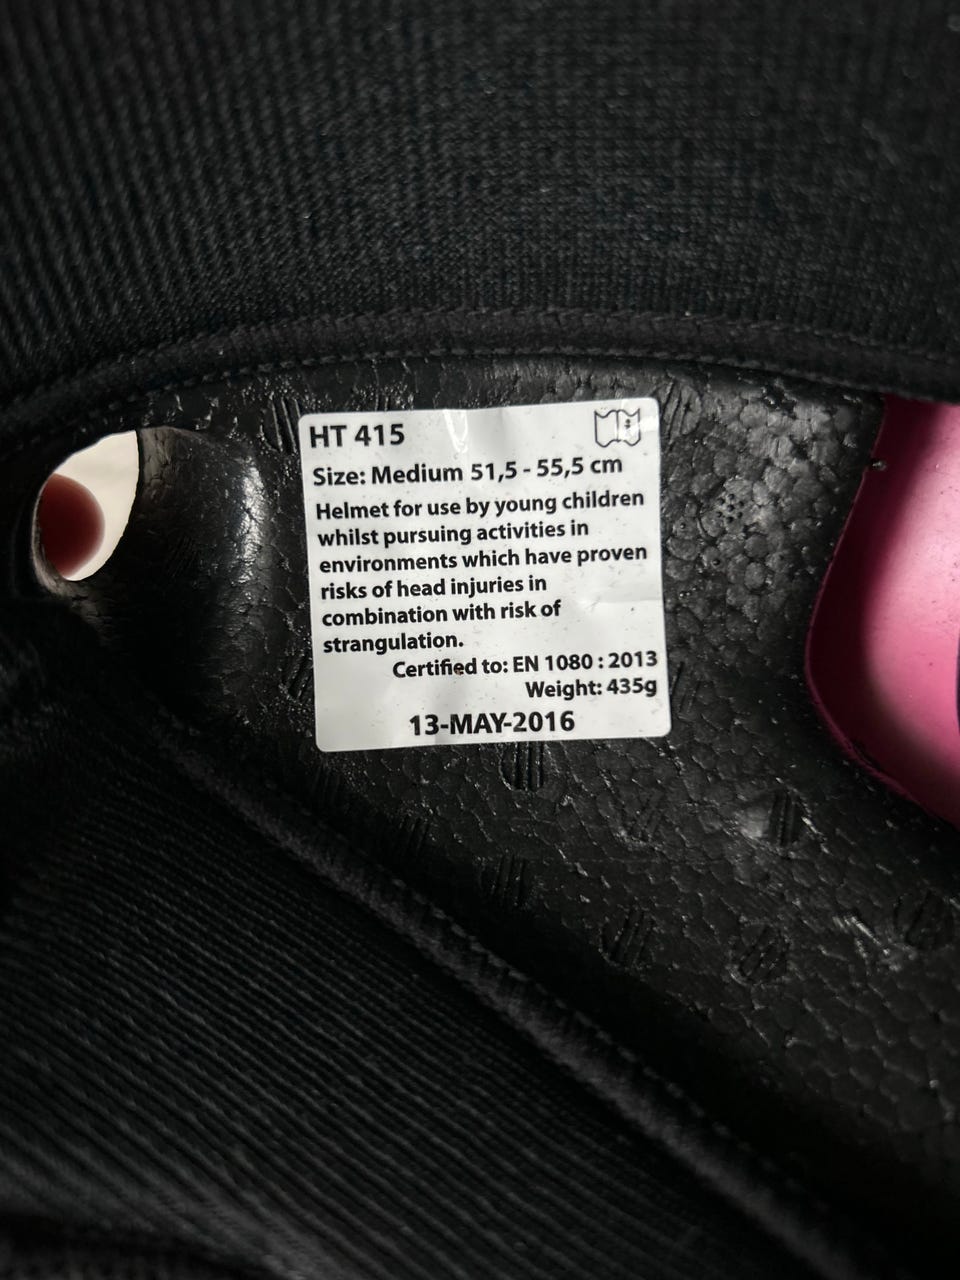 HT 415
Size: Medium 51,5 - 55,5 cm
Helmet for use by young children
whilst pursuing activities in
environments which have proven
risks of head injuries in
combination with risk of
strangulation.
Certified to: EN 1080 : 2013
Weight: 435g
13-MAY-2016